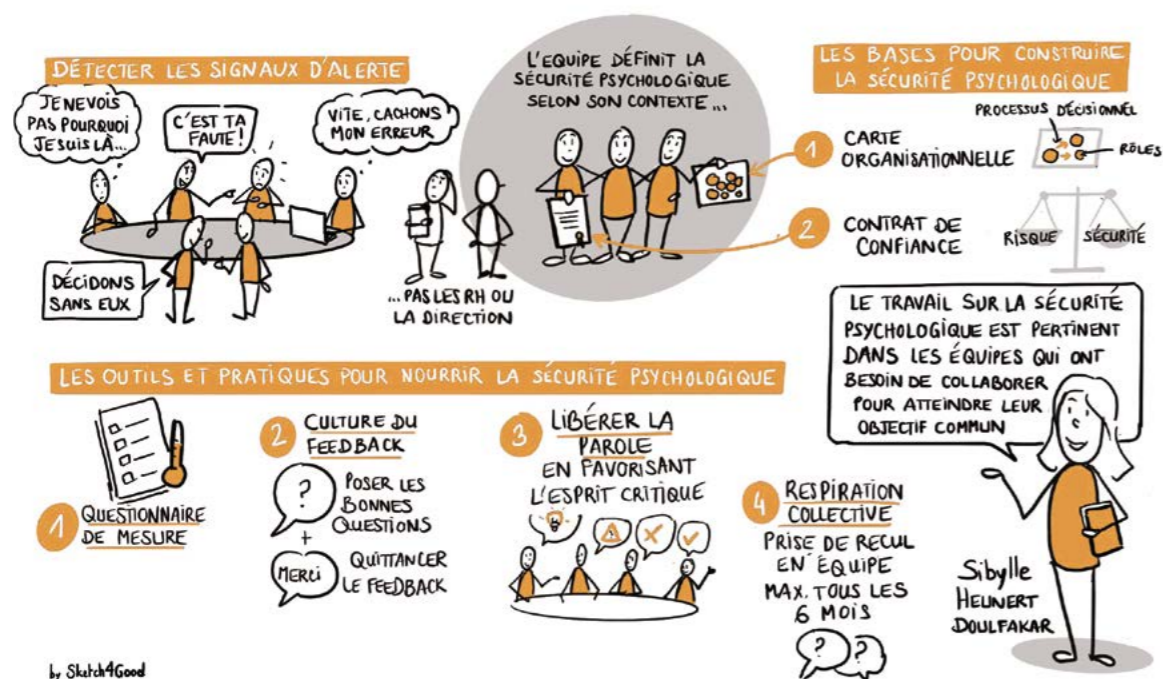 DÉTECTER LES SIGNAUX D'ALERTE
JE NE VOIS
PAS POURQUOI
JE SUIS LÀ...
C'EST TA
FAUTE!
VITE, CACHONS
MON ERREUR
DÉCIDONS
SANS EUX
L'EQUIPE DÉFINIT LA
SÉCURITÉ PSYCHOLOGIQUE
SELON SON CONTEXTE...
...PAS LES RH OU
LA DIRECTION
LES BASES POUR CONSTRUIRE
LA SÉCURITÉ PSYCHOLOGIQUE
1 CARTE
ORGANISATIONNELLE
PROCESSUS DÉCISIONNEL
RÔLES
2 CONTRAT DE
CONFIANCE
RISQUE
SÉCURITÉ
LE TRAVAIL SUR LA SÉCURITÉ
PSYCHOLOGIQUE EST PERTINENT
DANS LES ÉQUIPES QUI ONT
BESOIN DE COLLABORER
POUR ATTEINDRE LEUR
OBJECTIF COMMUN
Sibylle
HEUNERT
DOULFAKAR
LES OUTILS ET PRATIQUES POUR NOURRIR LA SÉCURITÉ PSYCHOLOGIQUE
1 QUESTIONNAIRE
DE MESURE
2 CULTURE DU
FEEDBACK
?
POSER LES
BONNES
QUESTIONS
+
MERCI
QUITTANCER
LE FEEDBACK
3 LIBÉRER LA
PAROLE
EN FAVORISANT
L'ESPRIT CRITIQUE
4 RESPIRATION
COLLECTIVE
PRISE DE RECUL
EN ÉQUIPE
MAX. TOUS LES
6 MOIS
? ?
by Sketch4Good